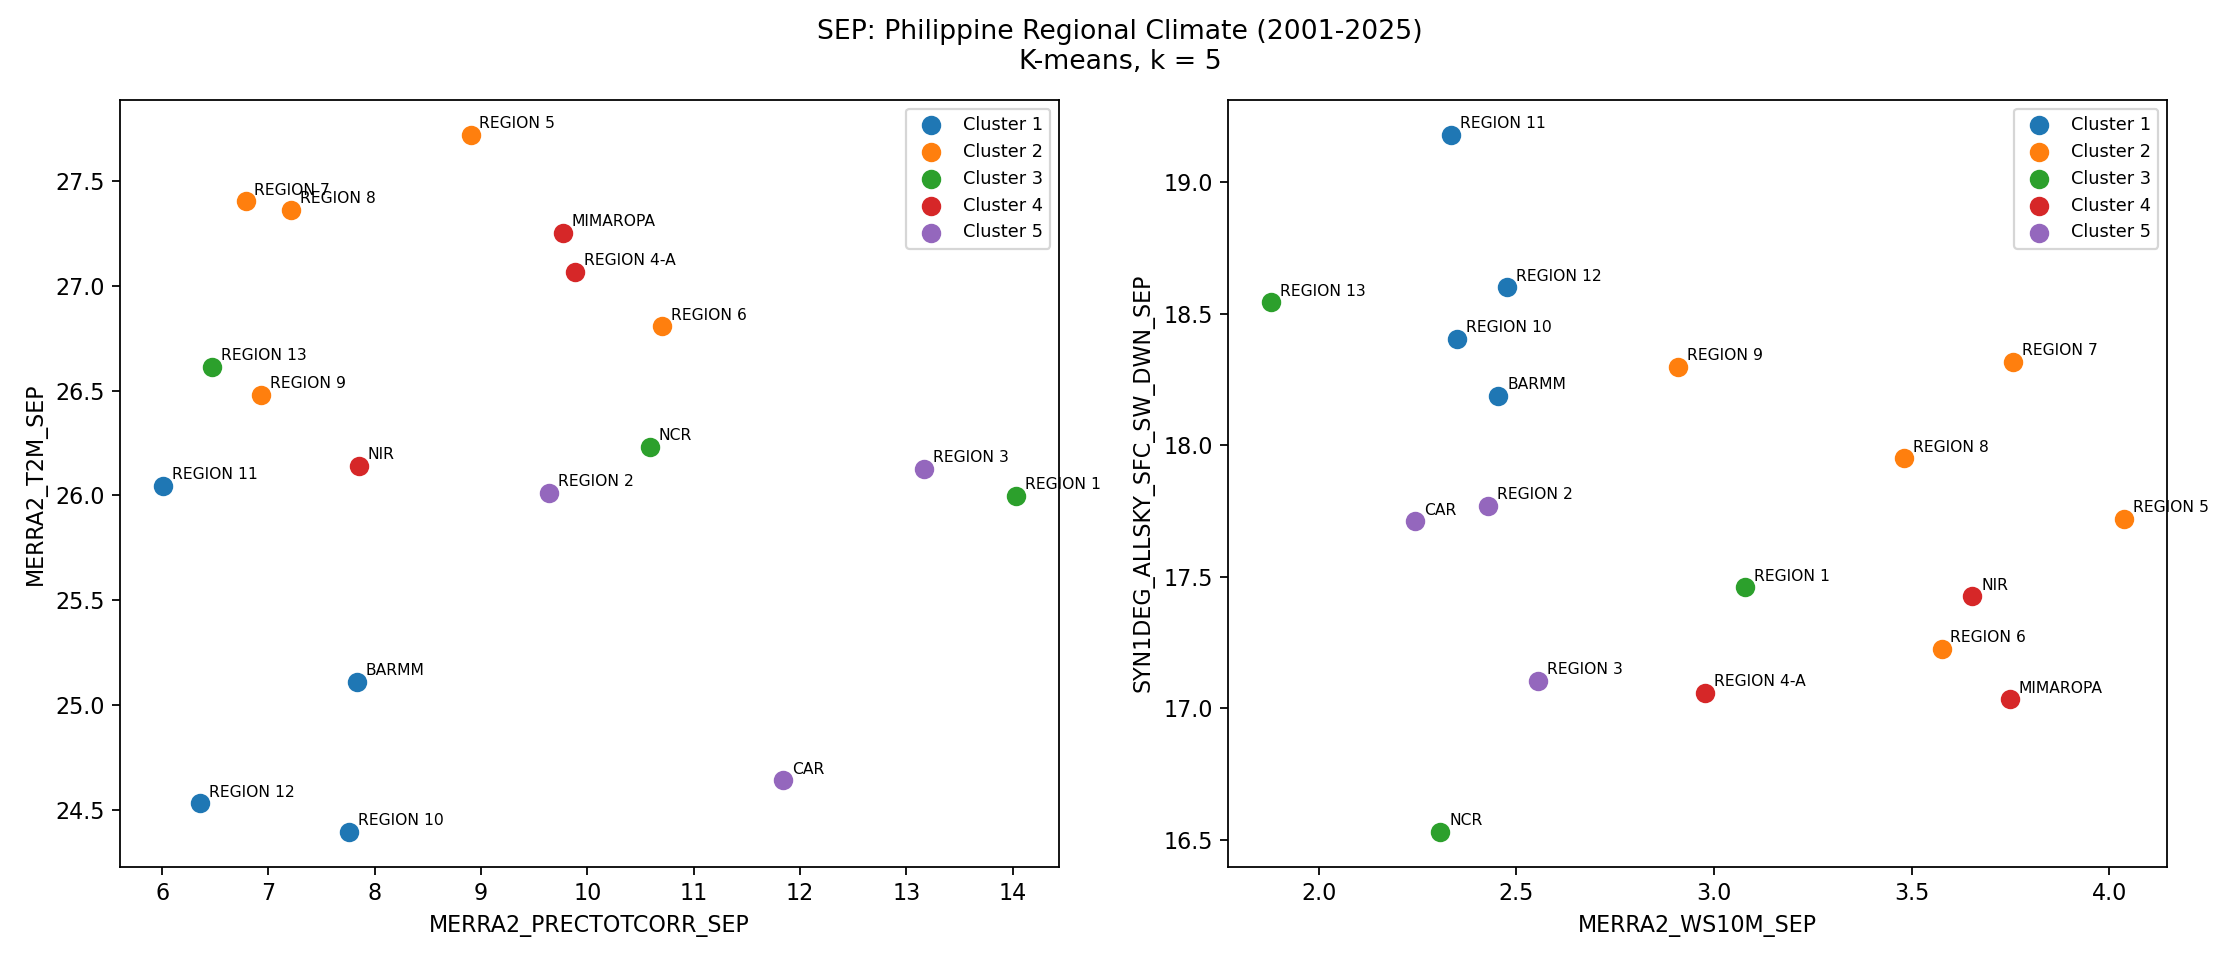 SEP: Philippine Regional Climate (2001-2025)
K-means, k = 5
MERRA2_T2M_SEP
27.5
27.0
26.5
26.0
25.5
25.0
24.5
REGION 5
REGION 7
REGION 8
MIMAROPA
REGION 4-A
REGION 6
REGION 13
REGION 9
NCR
NIR
REGION 3
REGION 11
REGION 2
REGION 1
BARMM
CAR
REGION 12
REGION 10
Cluster 1
Cluster 2
Cluster 3
Cluster 4
Cluster 5
6 7 8 9 10 11 12 13 14
MERRA2_PRECTOTCORR_SEP
SYN1DEG_ALLSKY_SFC_SW_DWN_SEP
19.0
18.5
18.0
17.5
17.0
16.5
REGION 11
REGION 12
REGION 13
REGION 10
REGION 9
REGION 7
BARMM
REGION 8
REGION 2
CAR
REGION 5
REGION 1
NIR
REGION 6
REGION 3
REGION 4-A
MIMAROPA
NCR
Cluster 1
Cluster 2
Cluster 3
Cluster 4
Cluster 5
2.0 2.5 3.0 3.5 4.0
MERRA2_WS10M_SEP